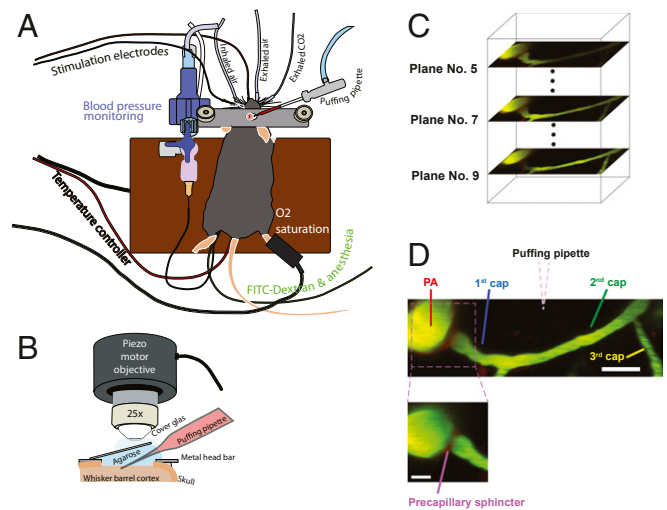 A
Stimulation electrodes
Inhaled air
Exhaled air
Exhaled CO2
Puffing pipette
Blood pressure
monitoring
Temperature controller
O2
saturation
FITC-Dextran & anesthesia
B
Piezo
motor
objective
25x
Cover glas
Puffing pipette
Agarose
Metal head bar
Whisker barrel cortex
Skull
C
Plane No. 5
Plane No. 7
Plane No. 9
D
Puffing pipette
PA
1st cap
2nd cap
3rd cap
Precapillary sphincter